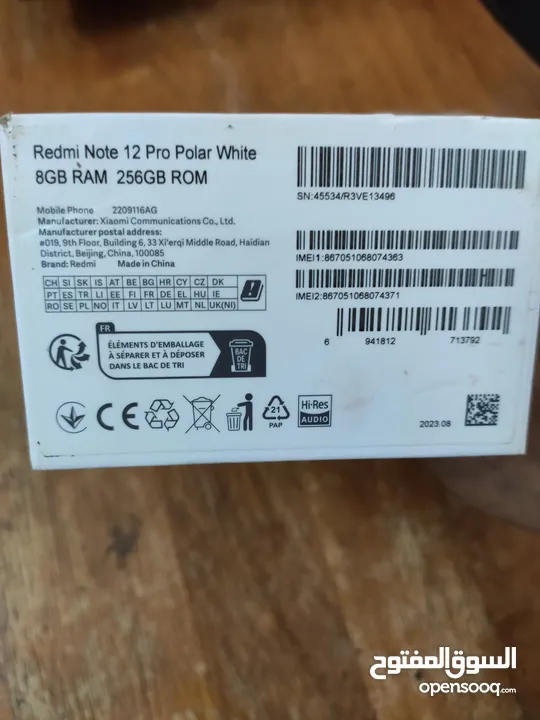 Redmi Note 12 Pro Polar White
8GB RAM 256GB ROM
Mobile Phone 2209116AG
Manufacturer: Xiaomi Communications Co., Ltd.
Manufacturer postal address:
#019, 9th Floor, Building 6, 33 Xi'erqi Middle Road, Haidian
District, Beijing, China, 100085
Brand: Redmi Made in China
CH SI SK IS AT BE BG HR CY CZ DK
PT ES TR LI EE FI FR DE EL HU IE
RO SE PL NO IT LV LT LU MT NL UK(NI)
FR
ÉLÉMENTS D'EMBALLAGE
À SÉPARER ET À DÉPOSER
DANS LE BAC DE TRI
BAC
DE
TRI
SN:45534/R3VE13496
IMEI1:867051068074363
IMEI2:867051068074371
6 941812 713792
CE
21
PAP
Hi-Res
AUDIO
2023.08
السوق المفتوح
opensooq.com